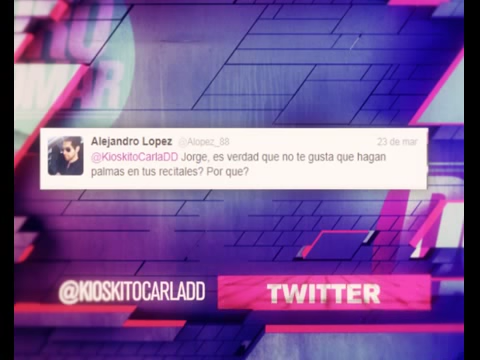 Alejandro Lopez @Alopez_88 23 de mar
@KioskitoCarlaDD Jorge, es verdad que no te gusta que hagan
palmas en tus recitales? Por que?
@KIOSKITOCARLADD TWITTER